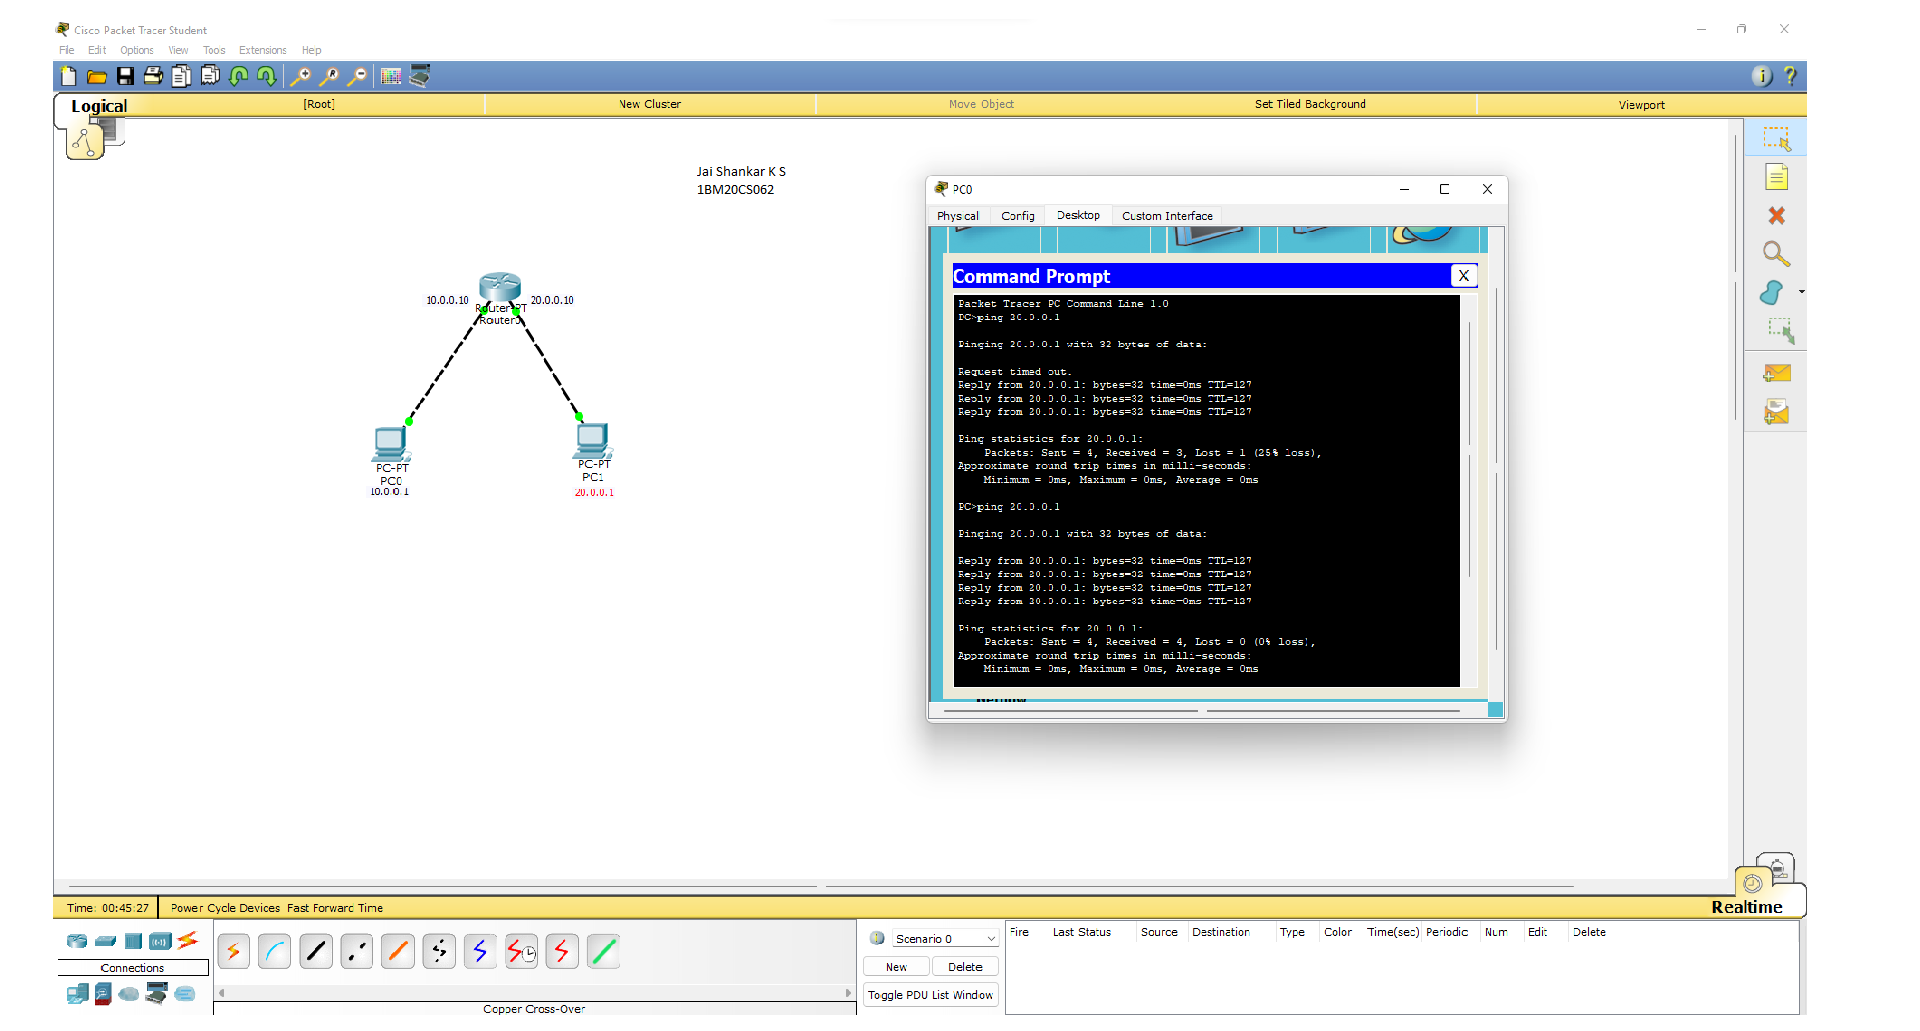 Cisco Packet Tracer Student
File Edit Options View Tools Extensions Help
Logical [Root] New Cluster Move Object Set Tiled Background Viewport
Jai Shankar K S
1BM20CS062
10.0.0.10 20.0.0.10
Router-PT
PC-PT
PC0
10.0.0.1
PC-PT
PC1
20.0.0.1
PC0
Physical Config Desktop Custom Interface
Command Prompt X
Packet Tracer PC Command Line 1.0
PC>ping 20.0.0.1
Pinging 20.0.0.1 with 32 bytes of data:
Request timed out.
Reply from 20.0.0.1: bytes=32 time=0ms TTL=127
Reply from 20.0.0.1: bytes=32 time=0ms TTL=127
Reply from 20.0.0.1: bytes=32 time=0ms TTL=127
Ping statistics for 20.0.0.1:
Packets: Sent = 4, Received = 3, Lost = 1 (25% loss),
Approximate round trip times in milli-seconds:
Minimum = 0ms, Maximum = 0ms, Average = 0ms
PC>ping 20.0.0.1
Pinging 20.0.0.1 with 32 bytes of data:
Reply from 20.0.0.1: bytes=32 time=0ms TTL=127
Reply from 20.0.0.1: bytes=32 time=0ms TTL=127
Reply from 20.0.0.1: bytes=32 time=0ms TTL=127
Reply from 20.0.0.1: bytes=32 time=0ms TTL=127
Ping statistics for 20.0.0.1:
Packets: Sent = 4, Received = 4, Lost = 0 (0% loss),
Approximate round trip times in milli-seconds:
Minimum = 0ms, Maximum = 0ms, Average = 0ms
Time: 00:45:27 Power Cycle Devices Fast Forward Time Realtime
Connections
Copper Cross-Over
Scenario 0
New Delete
Toggle PDU List Window
Fire Last Status Source Destination Type Color Time(sec) Periodic Num Edit Delete